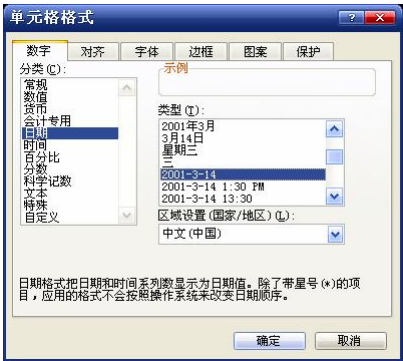 单元格格式
数字 对齐 字体 边框 图案 保护
分类(C):
常规
数值
货币
会计专用
日期
时间
百分比
分数
科学记数
文本
特殊
自定义
示例
类型(T):
2001年3月
3月14日
星期三
三
2001-3-14
2001-3-14 1:30 PM
2001-3-14 13:30
区域设置(国家/地区)(L):
中文(中国)
日期格式把日期和时间系列数显示为日期值。除了带星号(*)的项
目，应用的格式不会按照操作系统来改变日期顺序。
确定 取消